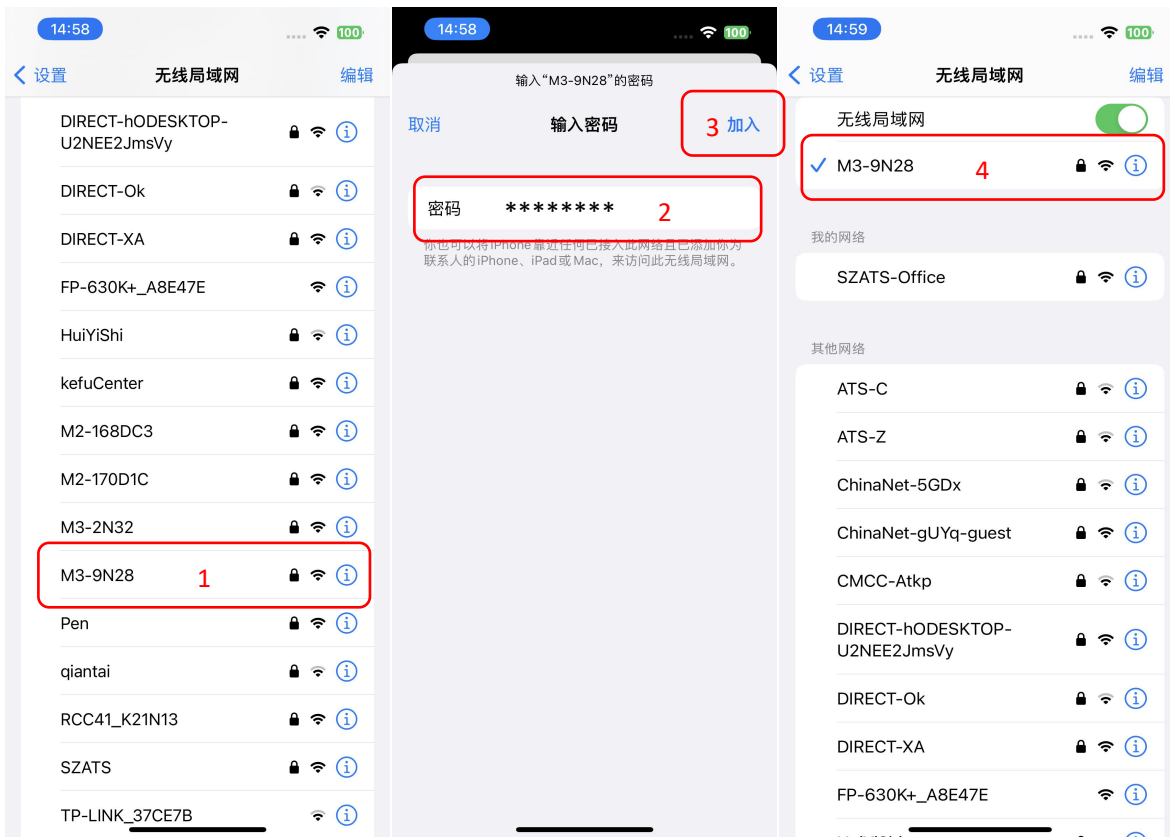 14:58
100
设置
无线局域网
编辑
DIRECT-hODESKTOP-
U2NEE2JmsVy
DIRECT-Ok
DIRECT-XA
FP-630K+_A8E47E
HuiYiShi
kefuCenter
M2-168DC3
M2-170D1C
M3-2N32
M3-9N28
1
Pen
qiantai
RCC41_K21N13
SZATS
TP-LINK_37CE7B
14:58
100
输入“M3-9N28”的密码
取消
输入密码
3
加入
密码
********
2
你也可以将iPhone靠近任何已接入此网络且已添加你为
联系人的iPhone、iPad或Mac，来访问此无线局域网。
14:59
100
设置
无线局域网
编辑
无线局域网
M3-9N28
4
我的网络
SZATS-Office
其他网络
ATS-C
ATS-Z
ChinaNet-5GDx
ChinaNet-gUYq-guest
CMCC-Atkp
DIRECT-hODESKTOP-
U2NEE2JmsVy
DIRECT-Ok
DIRECT-XA
FP-630K+_A8E47E